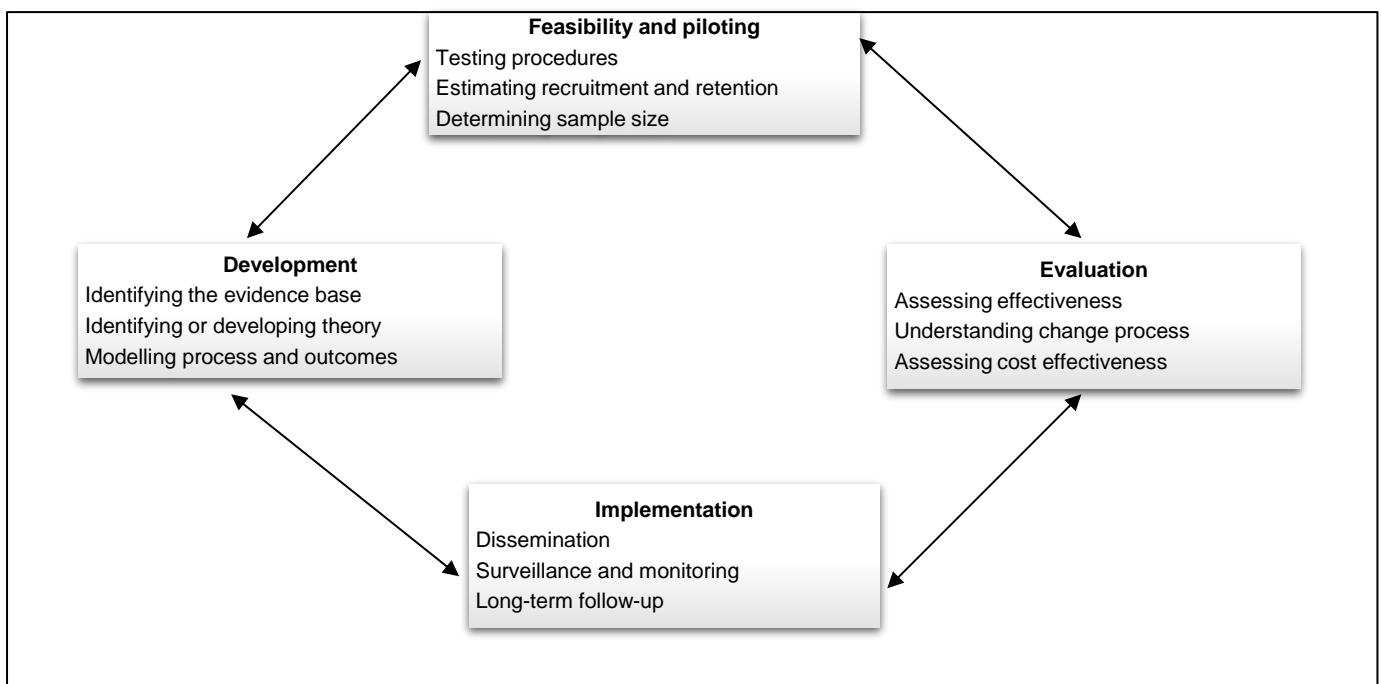 Feasibility and piloting
Testing procedures
Estimating recruitment and retention
Determining sample size
Development
Identifying the evidence base
Identifying or developing theory
Modelling process and outcomes
Evaluation
Assessing effectiveness
Understanding change process
Assessing cost effectiveness
Implementation
Dissemination
Surveillance and monitoring
Long-term follow-up